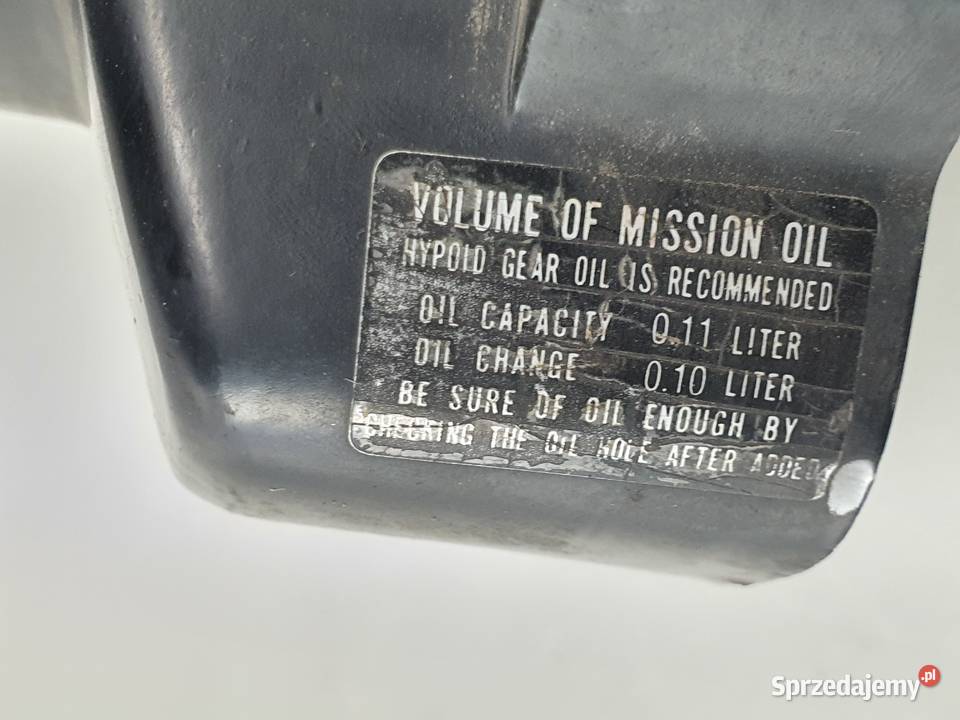 VOLUME OF MISSION OIL
HYPOID GEAR OIL IS RECOMMENDED
OIL CAPACITY 0.11 LITER
OIL CHANGE 0.10 LITER
BE SURE OF OIL ENOUGH BY
CHECKING THE OIL HOLE AFTER ADDED
Sprzedajemy.pl